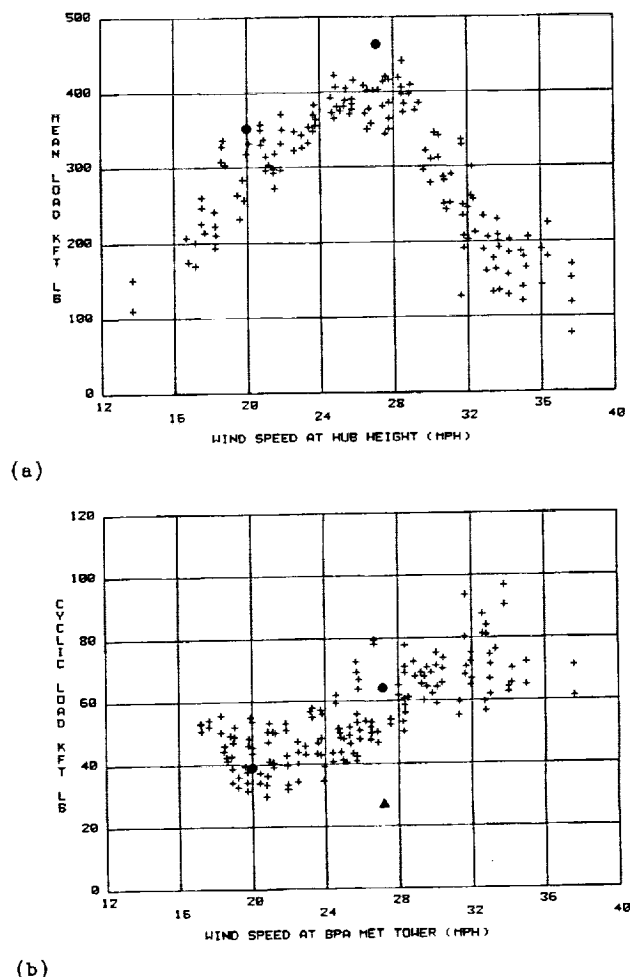 500
400
300
200
100
0
MEAN LOAD KFT LB
12 16 20 24 28 32 36 40
WIND SPEED AT HUB HEIGHT (MPH)
(a)
120
100
80
60
40
20
0
CYCLIC LOAD KFT LB
12 16 20 24 28 32 36 40
WIND SPEED AT BPA MET TOWER (MPH)
(b)